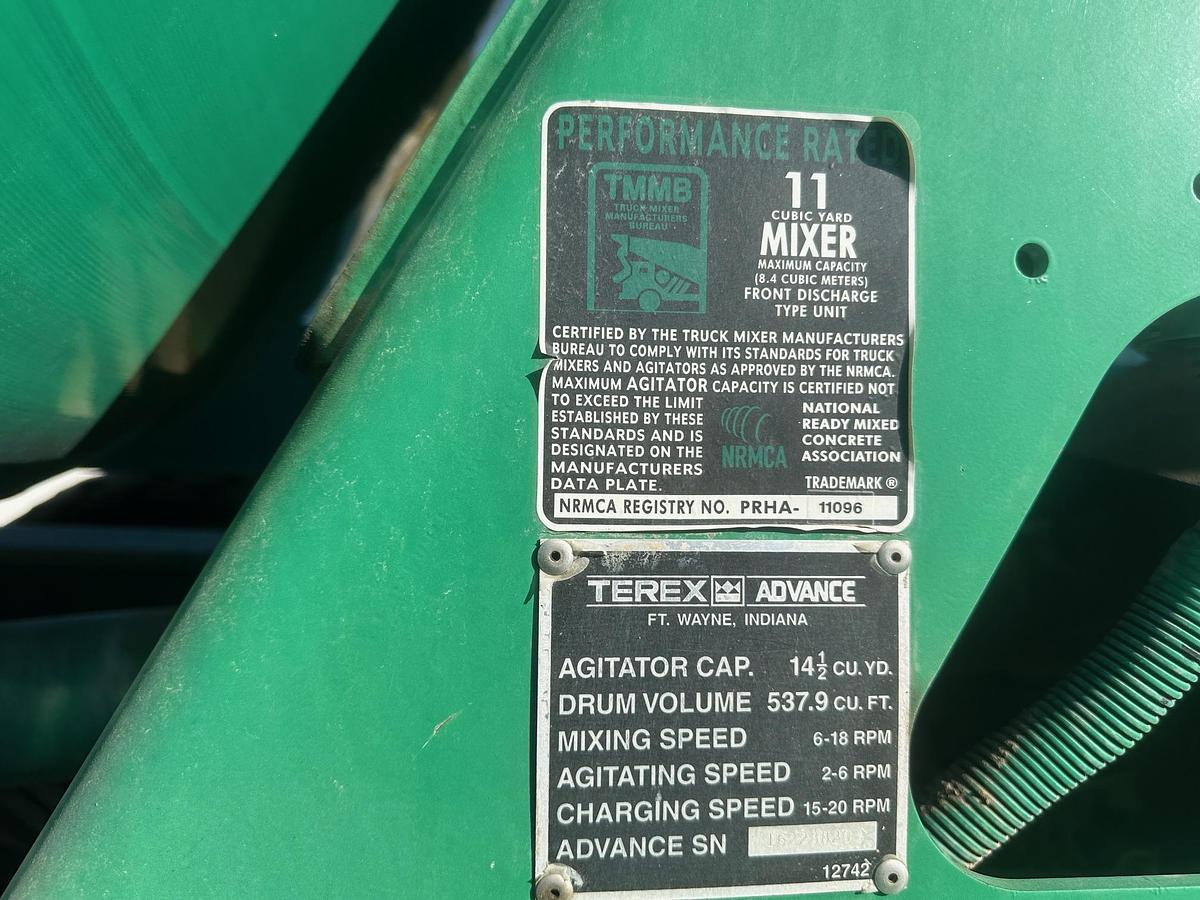 PERFORMANCE RATED
TMMB
TRUCK MIXER
MANUFACTURERS
BUREAU
11
CUBIC YARD
MIXER
MAXIMUM CAPACITY
(8.4 CUBIC METERS)
FRONT DISCHARGE
TYPE UNIT
CERTIFIED BY THE TRUCK MIXER MANUFACTURERS
BUREAU TO COMPLY WITH ITS STANDARDS FOR TRUCK
MIXERS AND AGITATORS AS APPROVED BY THE NRMCA.
MAXIMUM AGITATOR CAPACITY IS CERTIFIED NOT
TO EXCEED THE LIMIT
ESTABLISHED BY THESE
STANDARDS AND IS
DESIGNATED ON THE
MANUFACTURERS
DATA PLATE.
NRMCA
NATIONAL
READY MIXED
CONCRETE
ASSOCIATION
TRADEMARK ®
NRMCA REGISTRY NO. PRHA- 11096
TEREX ADVANCE
FT. WAYNE, INDIANA
AGITATOR CAP. 14½ CU. YD.
DRUM VOLUME 537.9 CU. FT.
MIXING SPEED 6-18 RPM
AGITATING SPEED 2-6 RPM
CHARGING SPEED 15-20 RPM
ADVANCE SN
12742